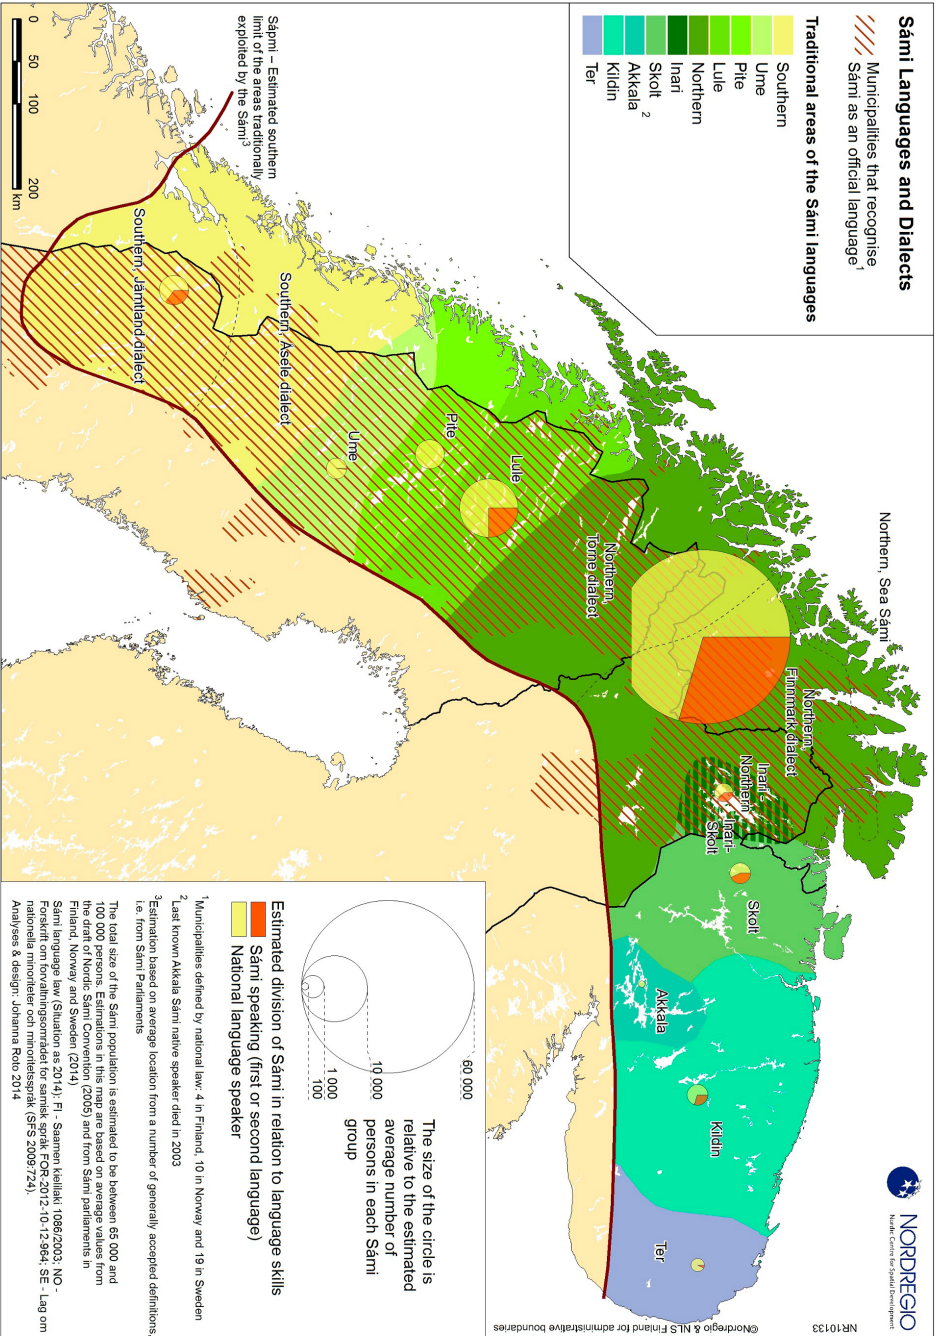 Sámi Languages and Dialects
Municipalities that recognise
Sámi as an official language1
Traditional areas of the Sámi languages
Southern
Ume
Pite
Lule
Northern
Inari
Skolt
Akkala 2
Kildin
Ter
Sápmi – Estimated southern
limit of the areas traditionally
exploited by the Sámi3
0 50 100 200
km
NORDREGIO
Nordic Centre for Spatial Development
NR10133
©Nordregio & NLS Finland for administrative boundaries
Northern, Sea Sámi
Northern,
Finnmark dialect
Northern,
Torne dialect
Inari -
Northern
Inari-
Skolt
Skolt
Akkala
Kildin
Ter
Lule
Pite
Ume
Southern, Åsele dialect
Southern, Jämtland dialect
60 000
10 000
1 000
100
The size of the circle is
relative to the estimated
average number of
persons in each Sámi
group
Estimated division of Sámi in relation to language skills
Sámi speaking (first or second language)
National language speaker
1 Municipalities defined by national law: 4 in Finland, 10 in Norway and 19 in Sweden
2 Last known Akkala Sámi native speaker died in 2003
3 Estimation based on average location from a number of generally accepted definitions,
i.e. from Sámi Parliaments
The total size of the Sámi population is estimated to be between 65 000 and
100 000 persons. Estimations in this map are based on average values from
the draft of Nordic Sámi Convention (2005) and from Sámi parliaments in
Finland, Norway and Sweden (2014)
Sámi language law (Situation as 2014): FI - Saamen kielilaki 1086/2003; NO -
Forskrift om forvaltningsområdet for samisk språk FOR-2012-10-12-964; SE - Lag om
nationella minoriteter och minoritetsspråk (SFS 2009:724).
Analyses & design: Johanna Roto 2014